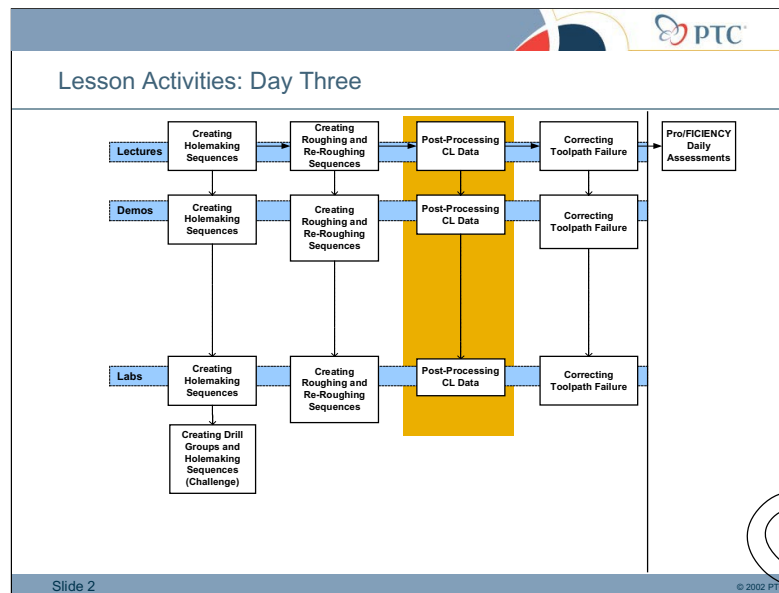 PTC
Lesson Activities: Day Three
Lectures
Creating
Holemaking
Sequences
Creating
Roughing and
Re-Roughing
Sequences
Post-Processing
CL Data
Correcting
Toolpath Failure
Pro/FICIENCY
Daily
Assessments
Demos
Creating
Holemaking
Sequences
Creating
Roughing and
Re-Roughing
Sequences
Post-Processing
CL Data
Correcting
Toolpath Failure
Labs
Creating
Holemaking
Sequences
Creating
Roughing and
Re-Roughing
Sequences
Post-Processing
CL Data
Correcting
Toolpath Failure
Creating Drill
Groups and
Holemaking
Sequences
(Challenge)
Slide 2
© 2002 PT